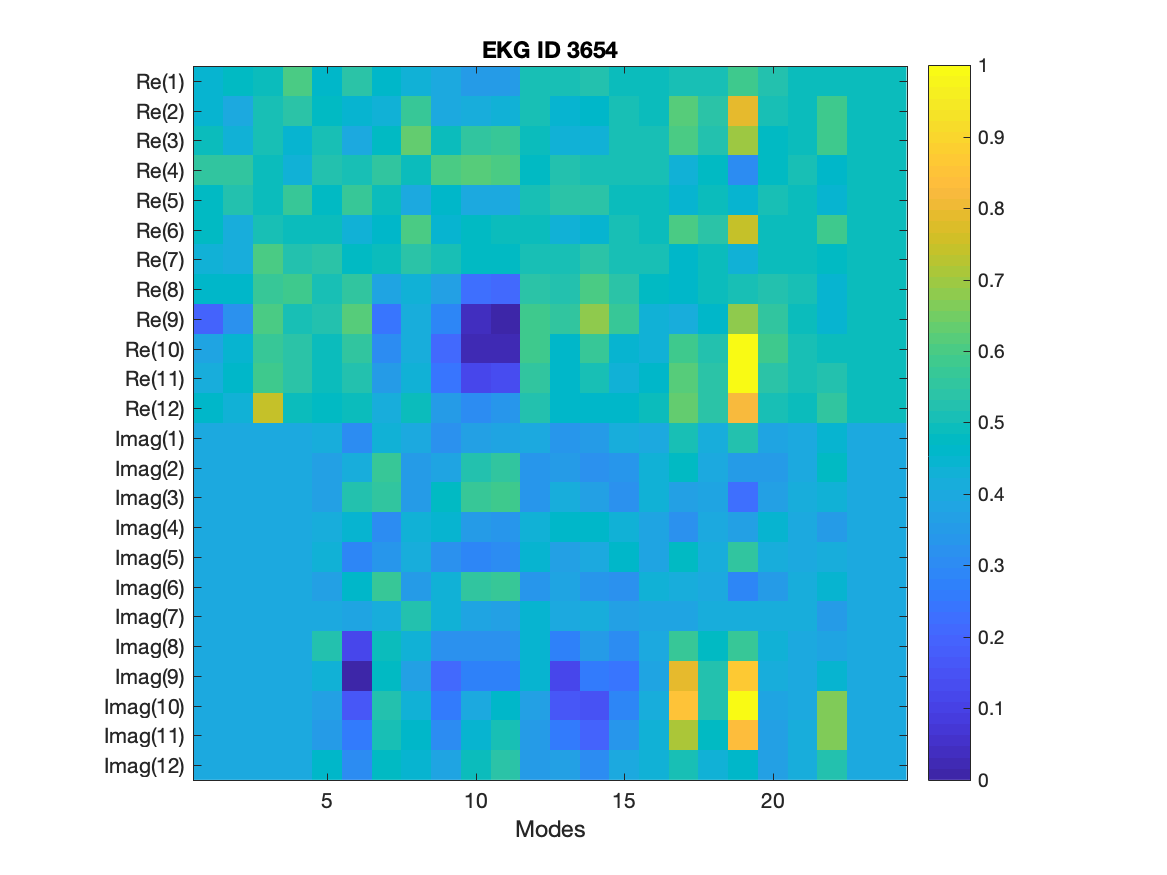 EKG ID 3654
Re(1)
Re(2)
Re(3)
Re(4)
Re(5)
Re(6)
Re(7)
Re(8)
Re(9)
Re(10)
Re(11)
Re(12)
Imag(1)
Imag(2)
Imag(3)
Imag(4)
Imag(5)
Imag(6)
Imag(7)
Imag(8)
Imag(9)
Imag(10)
Imag(11)
Imag(12)
5 10 15 20
Modes
1
0.9
0.8
0.7
0.6
0.5
0.4
0.3
0.2
0.1
0